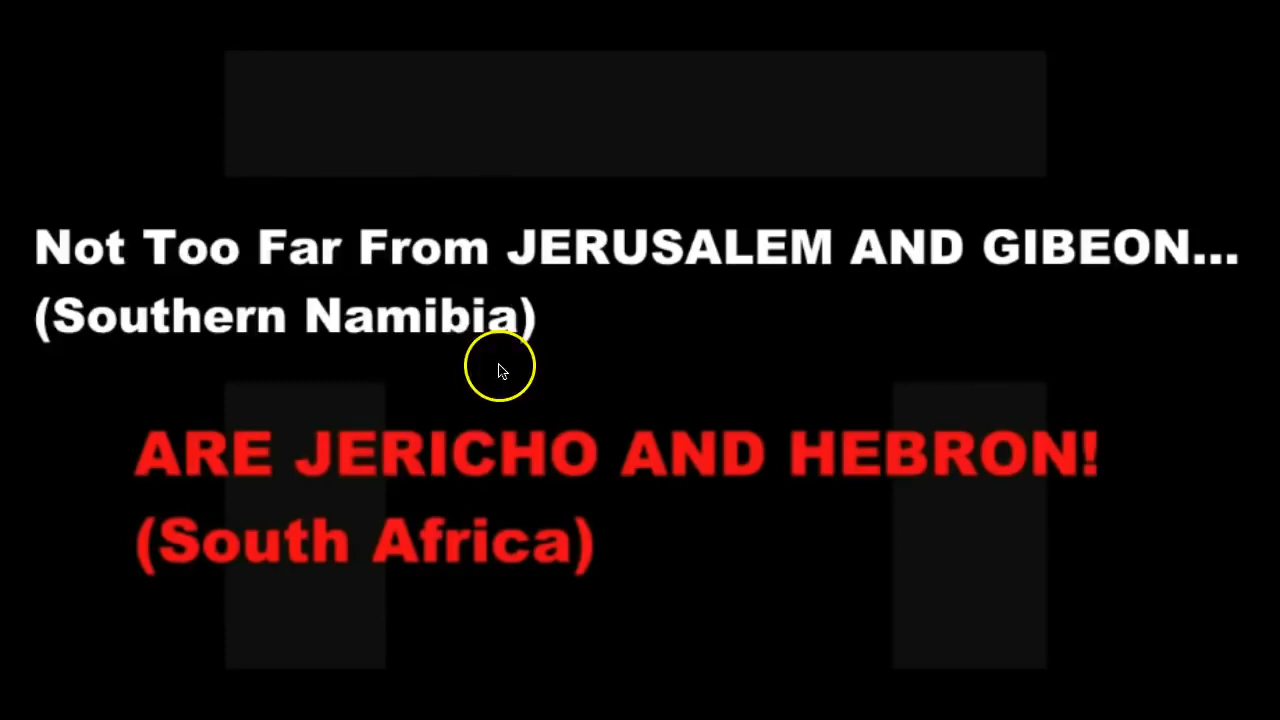 Not Too Far From JERUSALEM AND GIBEON...
(Southern Namibia)
ARE JERICHO AND HEBRON!
(South Africa)